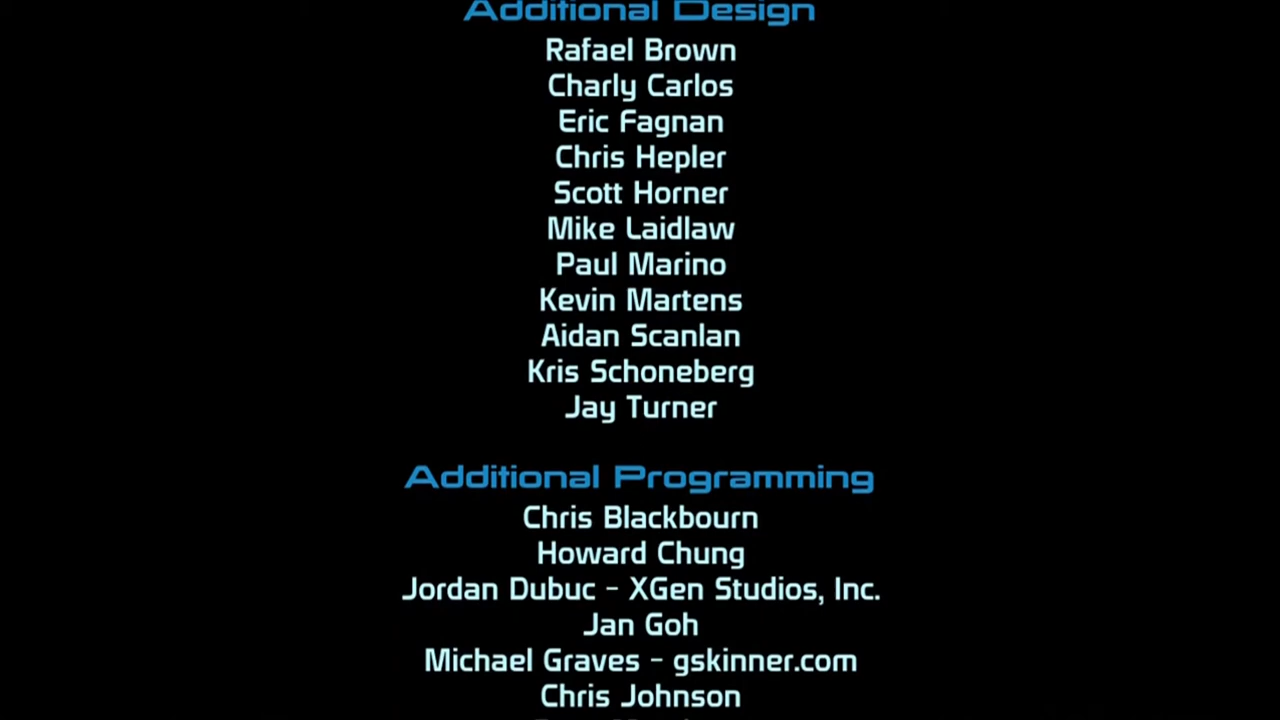 Additional Design
Rafael Brown
Charly Carlos
Eric Fagnan
Chris Hepler
Scott Horner
Mike Laidlaw
Paul Marino
Kevin Martens
Aidan Scanlan
Kris Schoneberg
Jay Turner
Additional Programming
Chris Blackbourn
Howard Chung
Jordan Dubuc - XGen Studios, Inc.
Jan Goh
Michael Graves - gskinner.com
Chris Johnson